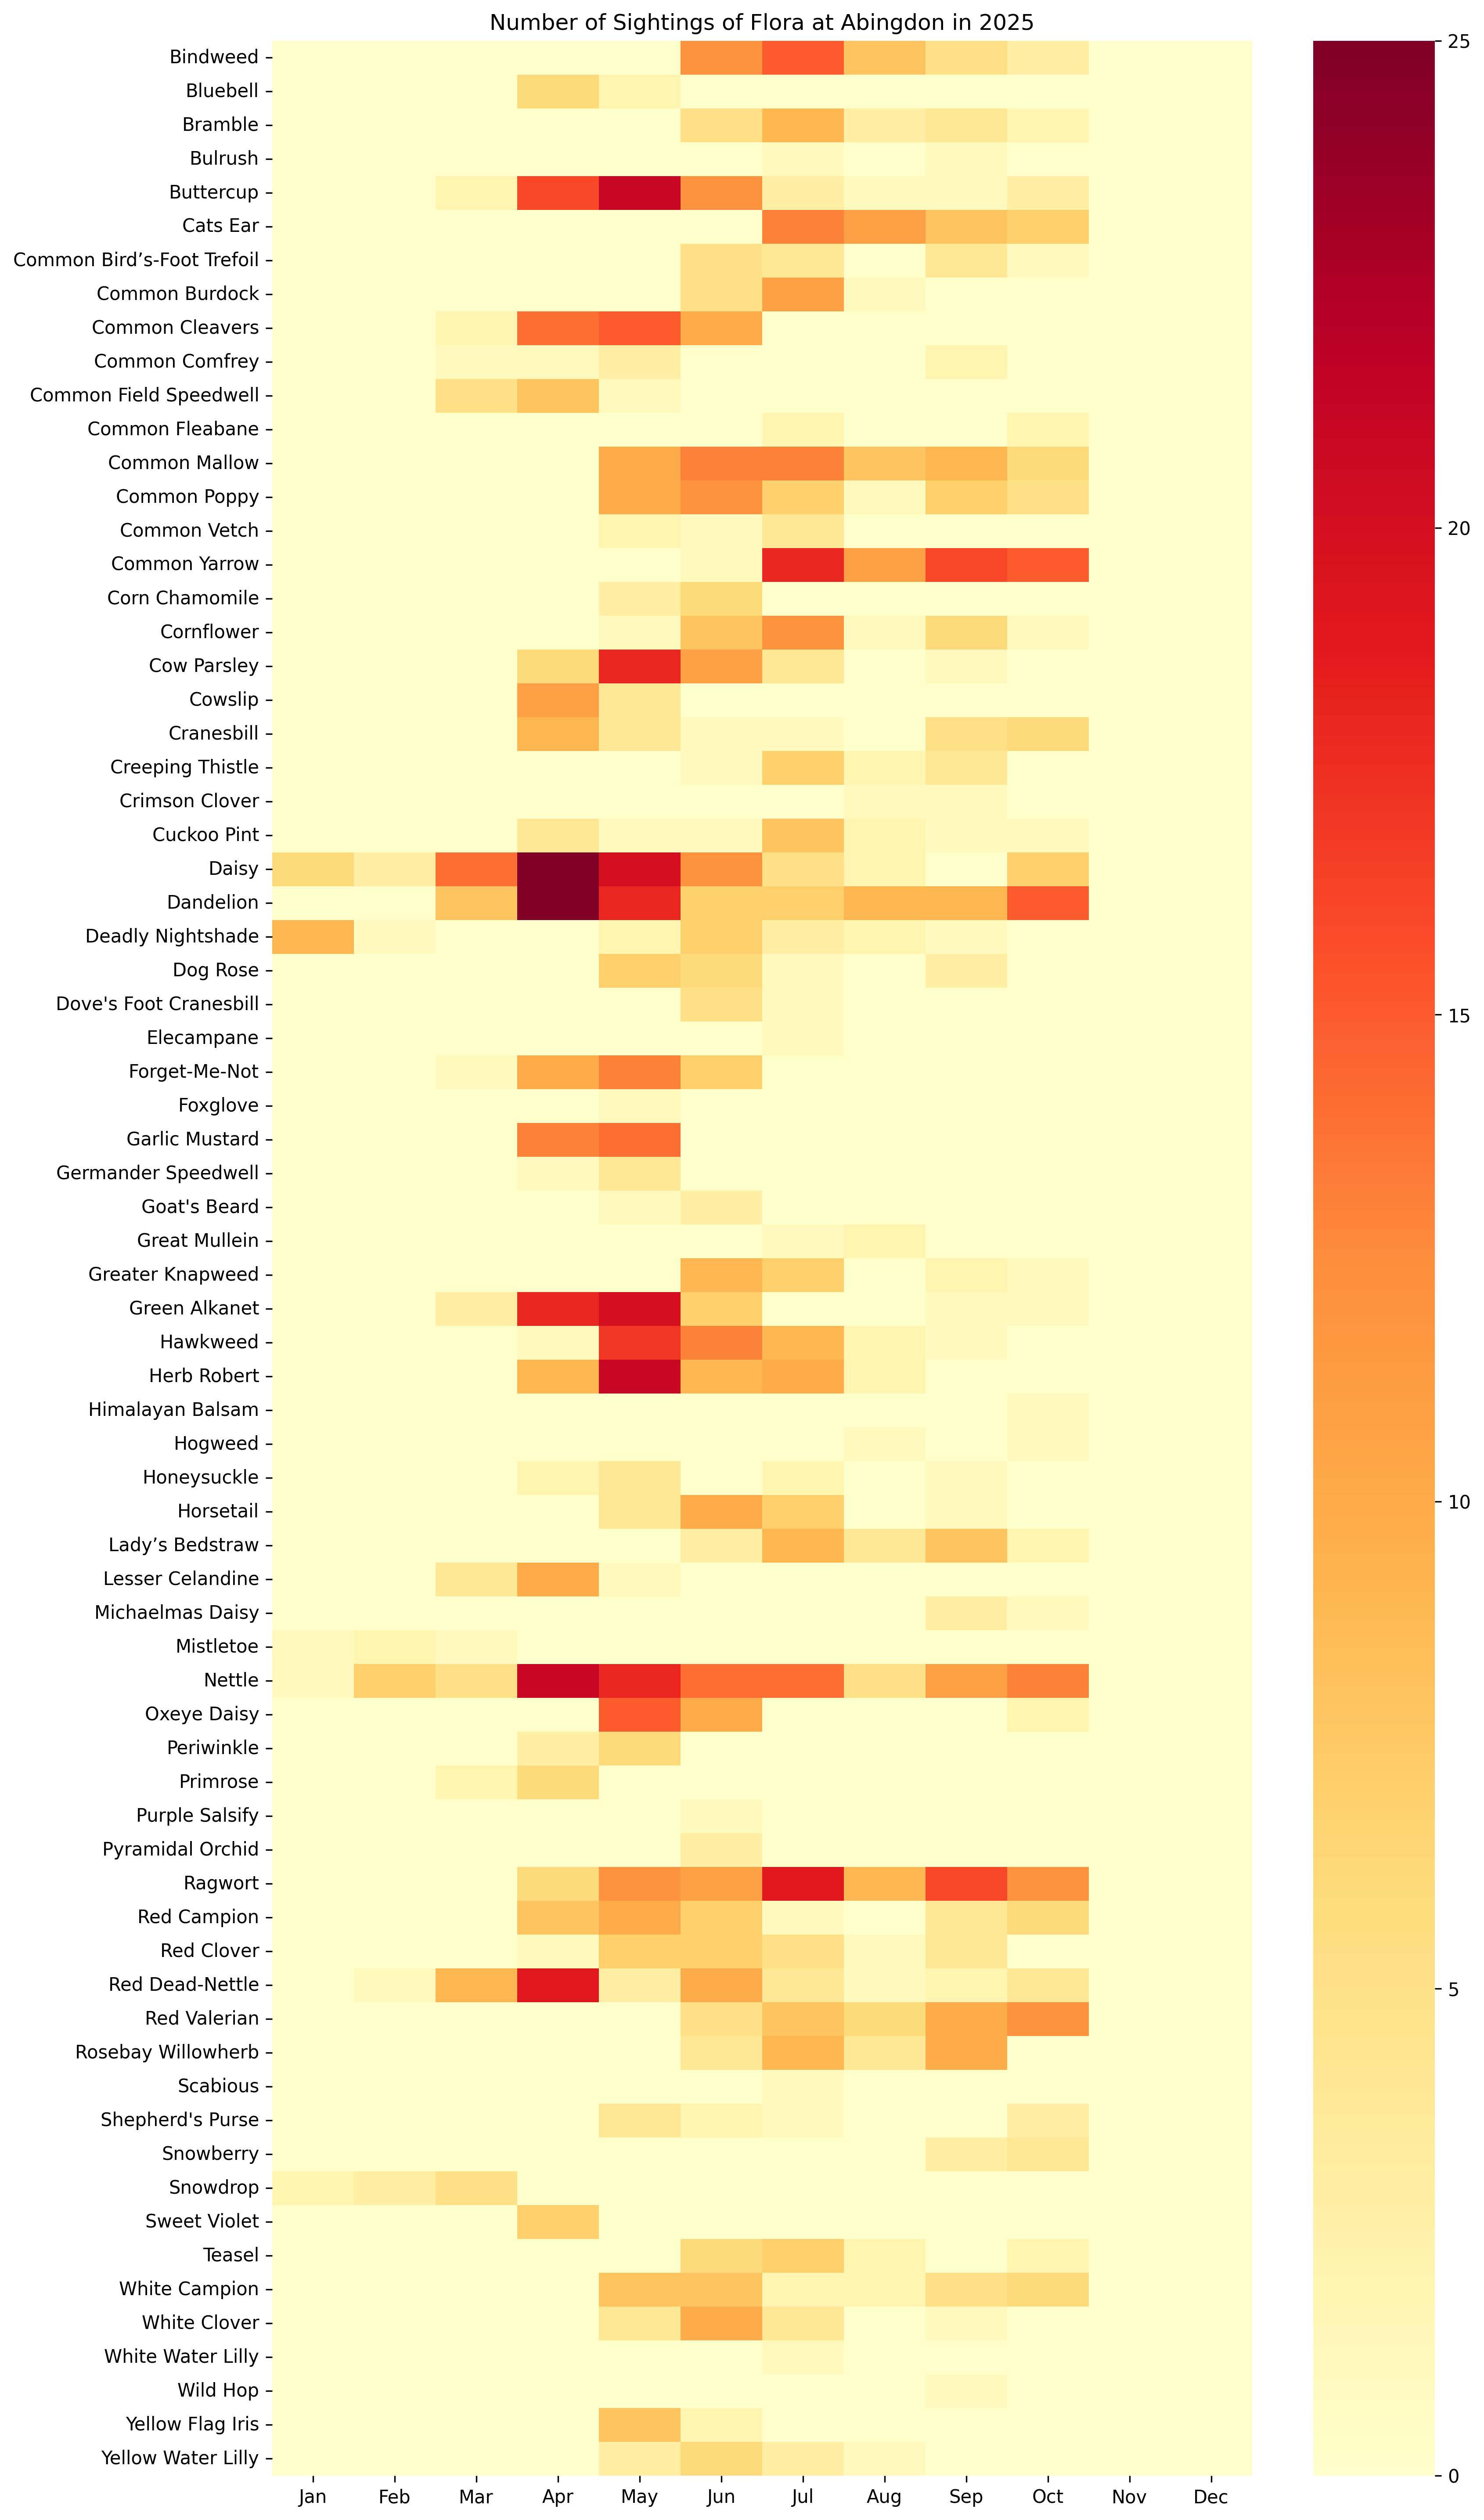 Number of Sightings of Flora at Abingdon in 2025
Bindweed
Bluebell
Bramble
Bulrush
Buttercup
Cats Ear
Common Bird’s-Foot Trefoil
Common Burdock
Common Cleavers
Common Comfrey
Common Field Speedwell
Common Fleabane
Common Mallow
Common Poppy
Common Vetch
Common Yarrow
Corn Chamomile
Cornflower
Cow Parsley
Cowslip
Cranesbill
Creeping Thistle
Crimson Clover
Cuckoo Pint
Daisy
Dandelion
Deadly Nightshade
Dog Rose
Dove's Foot Cranesbill
Elecampane
Forget-Me-Not
Foxglove
Garlic Mustard
Germander Speedwell
Goat's Beard
Great Mullein
Greater Knapweed
Green Alkanet
Hawkweed
Herb Robert
Himalayan Balsam
Hogweed
Honeysuckle
Horsetail
Lady’s Bedstraw
Lesser Celandine
Michaelmas Daisy
Mistletoe
Nettle
Oxeye Daisy
Periwinkle
Primrose
Purple Salsify
Pyramidal Orchid
Ragwort
Red Campion
Red Clover
Red Dead-Nettle
Red Valerian
Rosebay Willowherb
Scabious
Shepherd's Purse
Snowberry
Snowdrop
Sweet Violet
Teasel
White Campion
White Clover
White Water Lilly
Wild Hop
Yellow Flag Iris
Yellow Water Lilly
Jan Feb Mar Apr May Jun Jul Aug Sep Oct Nov Dec
25
20
15
10
5
0